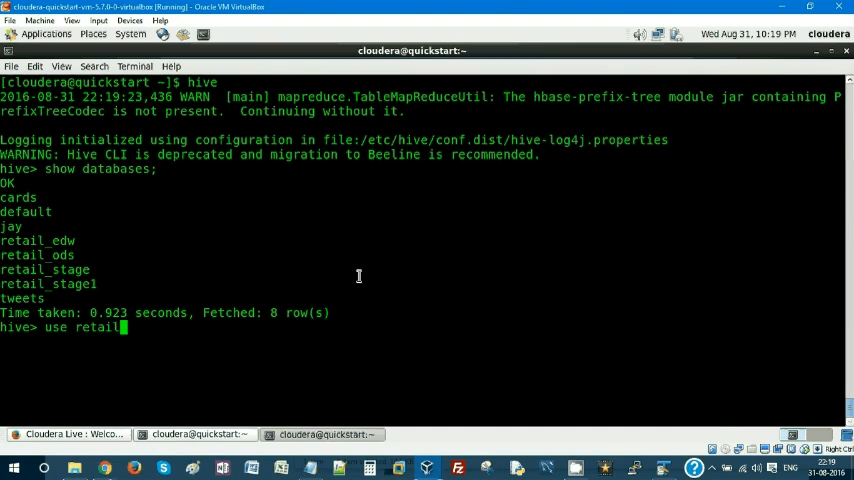 cloudera-quickstart-vm-5.7.0-0-virtualbox [Running] - Oracle VM VirtualBox
File Machine View Input Devices Help
Applications Places System Wed Aug 31, 10:19 PM cloudera
cloudera@quickstart:~
File Edit View Search Terminal Help
[cloudera@quickstart ~]$ hive
2016-08-31 22:19:23,436 WARN  [main] mapreduce.TableMapReduceUtil: The hbase-prefix-tree module jar containing P
refixTreeCodec is not present.  Continuing without it.
Logging initialized using configuration in file:/etc/hive/conf.dist/hive-log4j.properties
WARNING: Hive CLI is deprecated and migration to Beeline is recommended.
hive> show databases;
OK
cards
default
jay
retail_edw
retail_ods
retail_stage
retail_stage1
tweets
Time taken: 0.923 seconds, Fetched: 8 row(s)
hive> use retail
Cloudera Live : Welco... cloudera@quickstart:~ cloudera@quickstart:~
Right Ctrl
ENG 22:19
31-08-2016